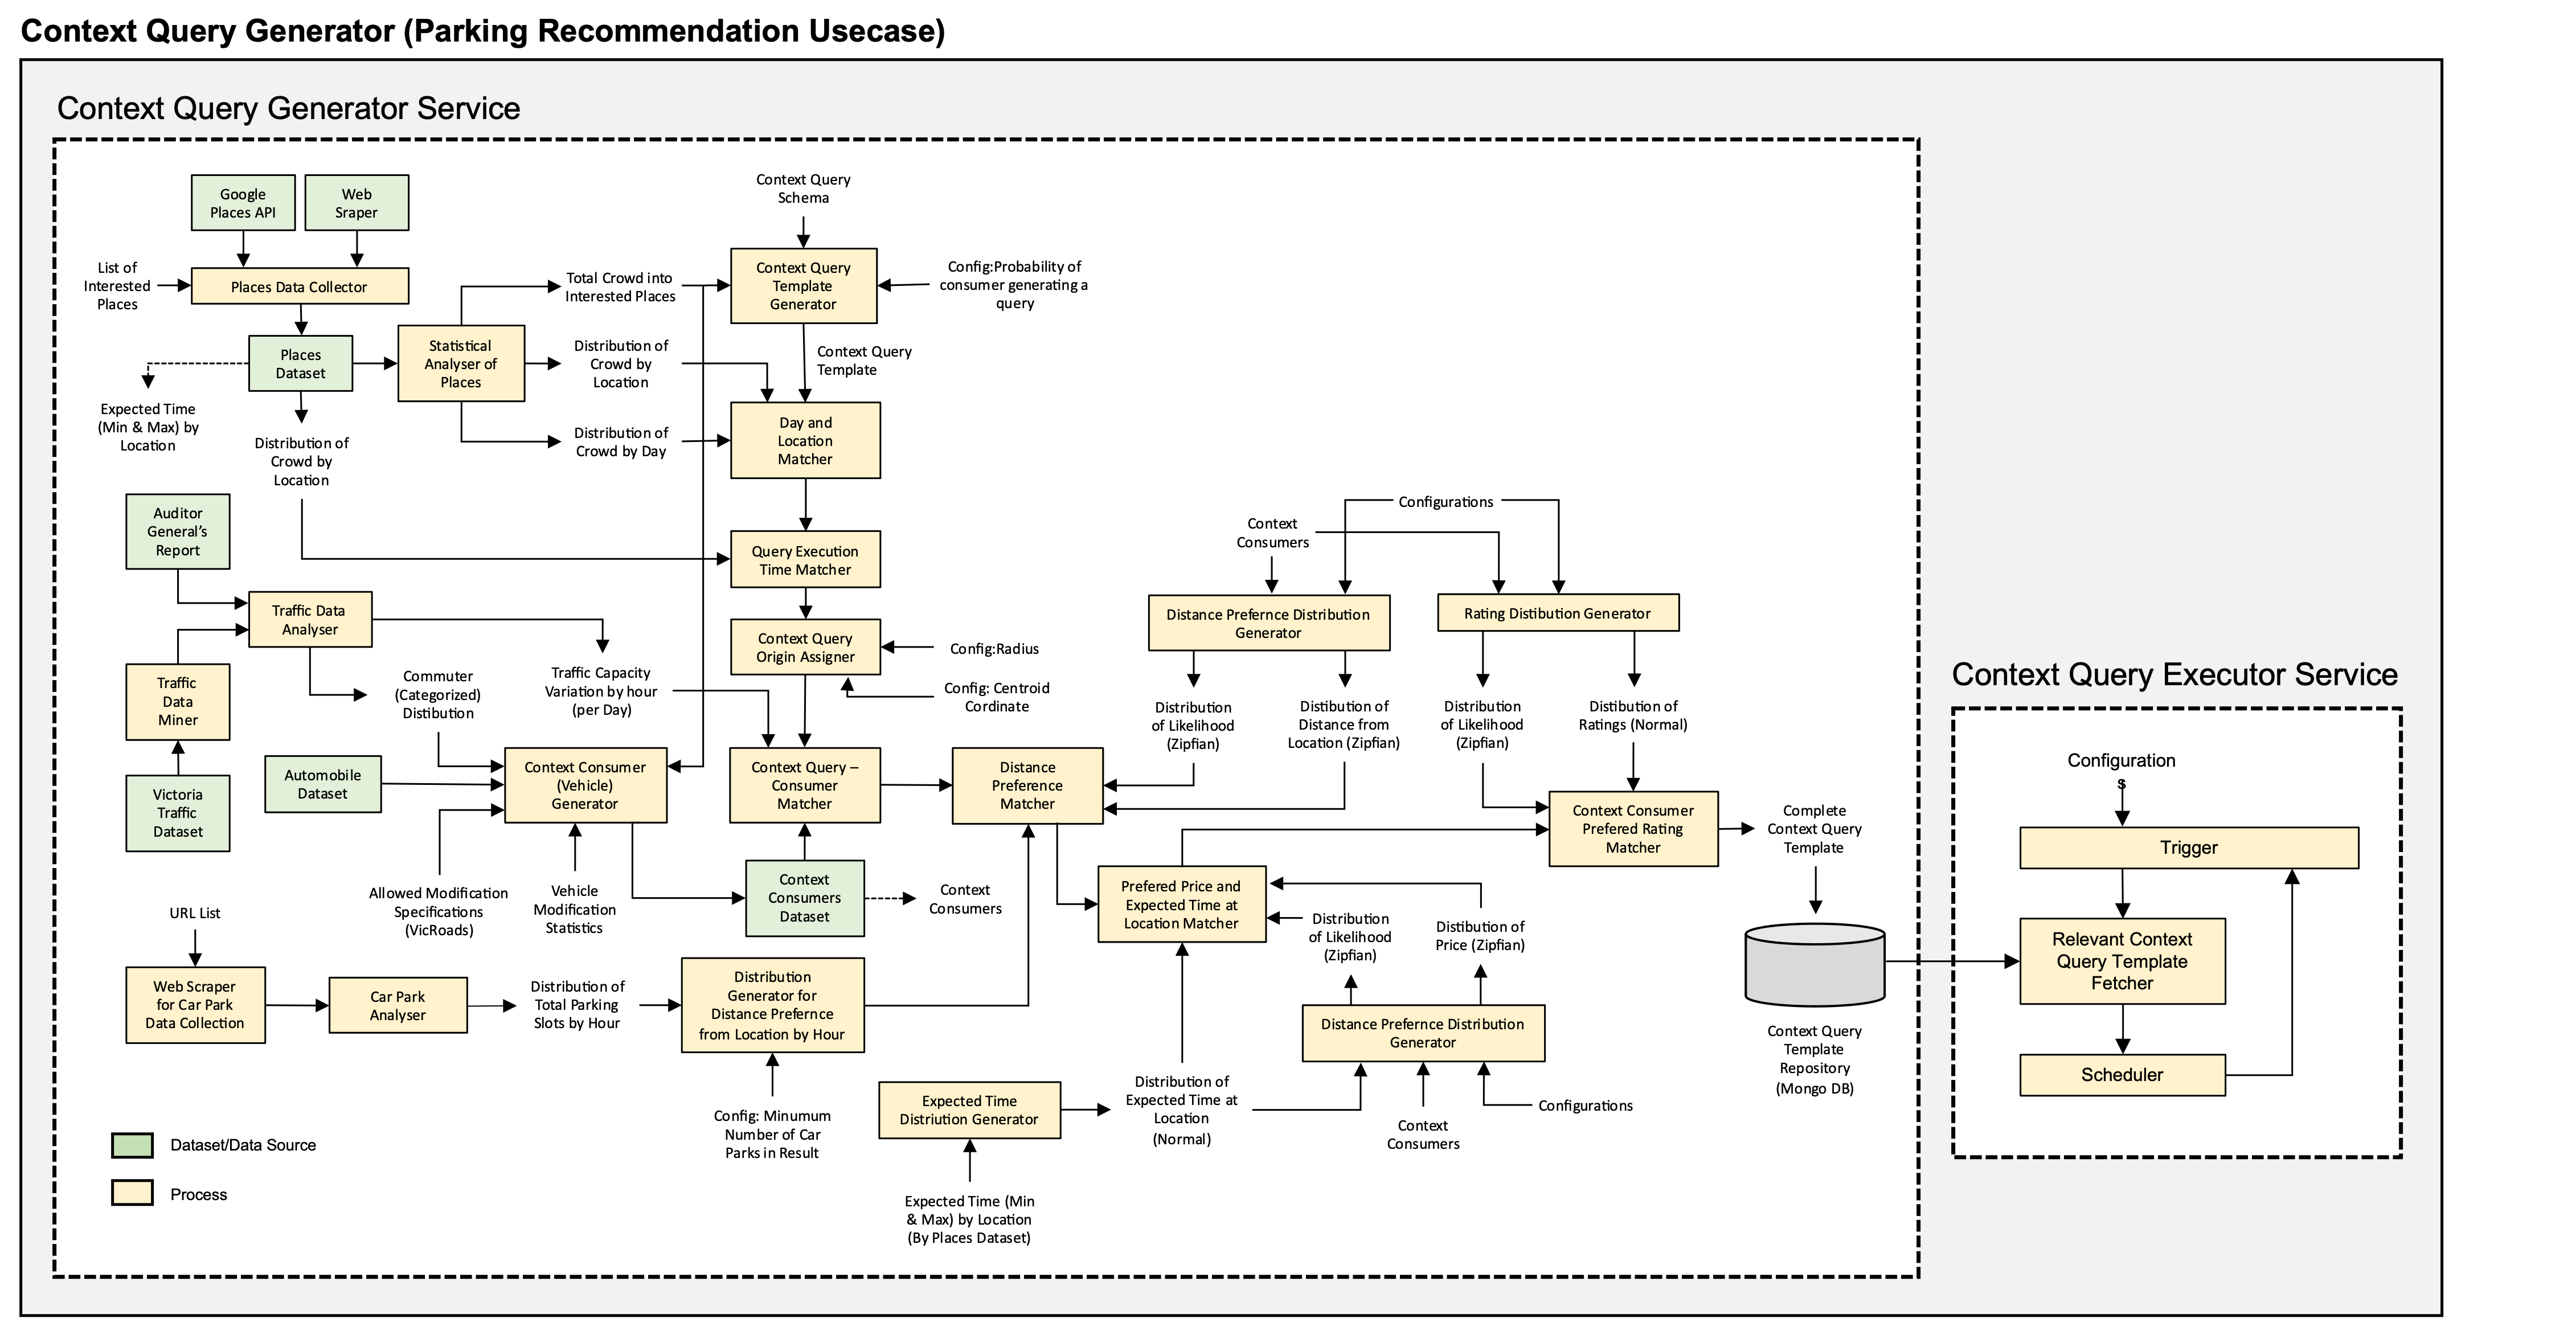 Context Query Generator (Parking Recommendation Usecase)
Context Query Generator Service
Google
Places API
Web
Sraper
List of
Interested
Places
Places Data Collector
Places
Dataset
Expected Time
(Min & Max) by
Location
Distribution of
Crowd by
Location
Statistical
Analyser of
Places
Total Crowd into
Interested Places
Distribution of
Crowd by
Location
Distribution of
Crowd by Day
Context Query
Schema
Context Query
Template
Generator
Config:Probability of
consumer generating a
query
Context Query
Template
Day and
Location
Matcher
Query Execution
Time Matcher
Context Query
Origin Assigner
Config:Radius
Config: Centroid
Cordinate
Auditor
General's
Report
Traffic Data
Analyser
Traffic
Data
Miner
Victoria
Traffic
Dataset
Commuter
(Categorized)
Distibution
Traffic Capacity
Variation by hour
(per Day)
Automobile
Dataset
Context Consumer
(Vehicle)
Generator
Allowed Modification
Specifications
(VicRoads)
Vehicle
Modification
Statistics
Context Query –
Consumer
Matcher
Context
Consumers
Dataset
Context
Consumers
Distance
Preference
Matcher
Configurations
Context
Consumers
Distance Prefernce Distribution
Generator
Rating Distibution Generator
Distribution
of Likelihood
(Zipfian)
Distibution of
Distance from
Location (Zipfian)
Distribution
of Likelihood
(Zipfian)
Distibution of
Ratings (Normal)
Context Consumer
Prefered Rating
Matcher
Complete
Context Query
Template
Context Query
Template
Repository
(Mongo DB)
Prefered Price and
Expected Time at
Location Matcher
Distribution
of Likelihood
(Zipfian)
Distibution of
Price (Zipfian)
Distance Prefernce Distribution
Generator
Configurations
Context
Consumers
URL List
Web Scraper
for Car Park
Data Collection
Car Park
Analyser
Distribution of
Total Parking
Slots by Hour
Distribution
Generator for
Distance Prefernce
from Location by Hour
Config: Minumum
Number of Car
Parks in Result
Expected Time
Distriution Generator
Distribution of
Expected Time at
Location
(Normal)
Expected Time (Min
& Max) by Location
(By Places Dataset)
Dataset/Data Source
Process
Context Query Executor Service
Configuration
s
Trigger
Relevant Context
Query Template
Fetcher
Scheduler